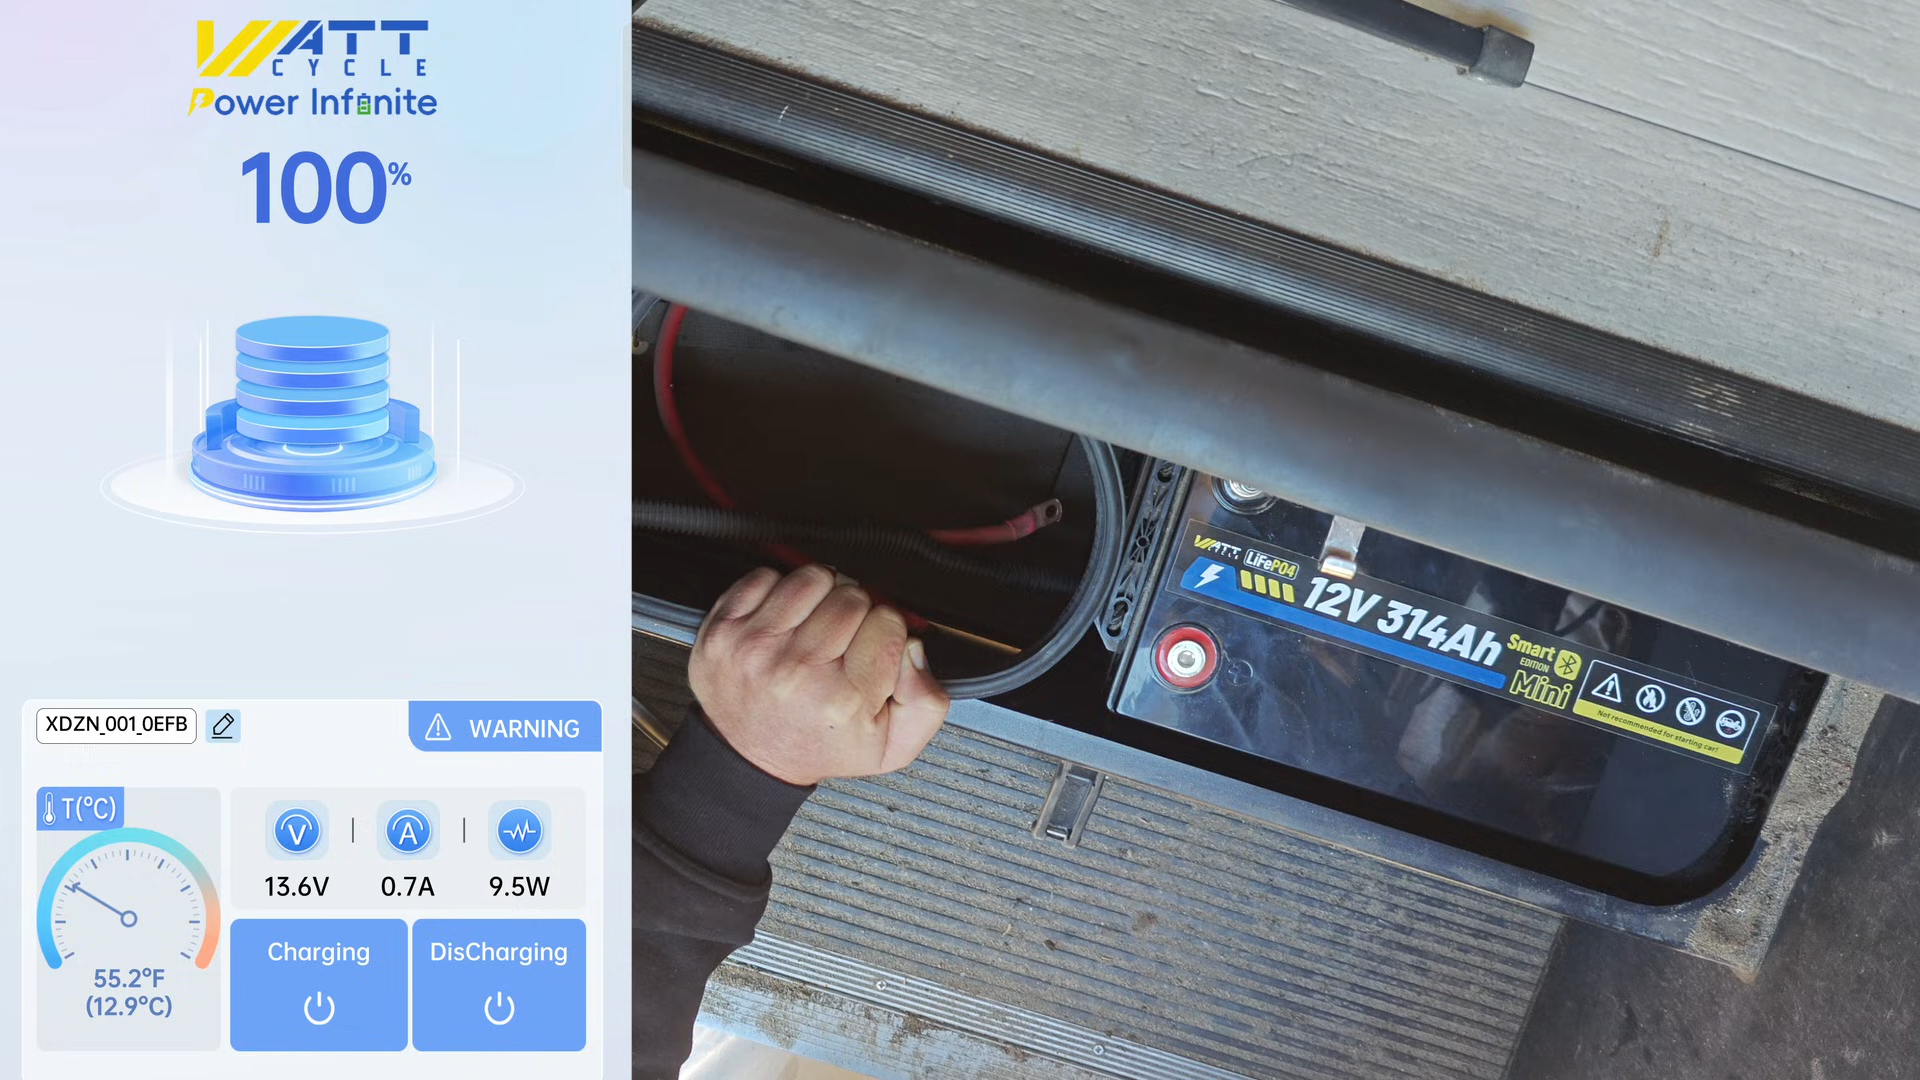 WATT
CYCLE
Power Infinite
100%
XDZN_001_0EFB
WARNING
T(°C)
V
A
13.6V
0.7A
9.5W
55.2°F
(12.9°C)
Charging
DisCharging
WATT
CYCLE
LiFePO4
12V 314Ah
Smart
EDITION
Mini
Not recommended for starting car!